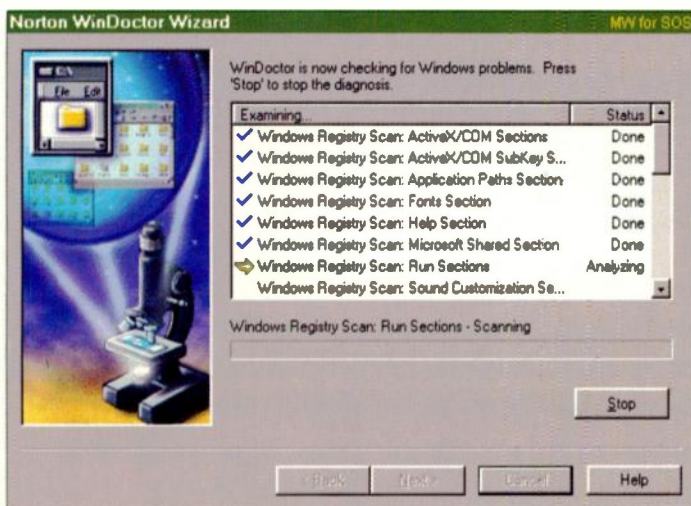 Norton WinDoctor Wizard
MW for SOS
File Edit
WinDoctor is now checking for Windows problems. Press
'Stop' to stop the diagnosis.
Examining... Status
Windows Registry Scan: ActiveX/COM Sections Done
Windows Registry Scan: ActiveX/COM SubKey S... Done
Windows Registry Scan: Application Paths Section Done
Windows Registry Scan: Fonts Section Done
Windows Registry Scan: Help Section Done
Windows Registry Scan: Microsoft Shared Section Done
Windows Registry Scan: Run Sections Analyzing
Windows Registry Scan: Sound Customization Se...
Windows Registry Scan: Run Sections - Scanning
Stop
< Back Next > Cancel Help